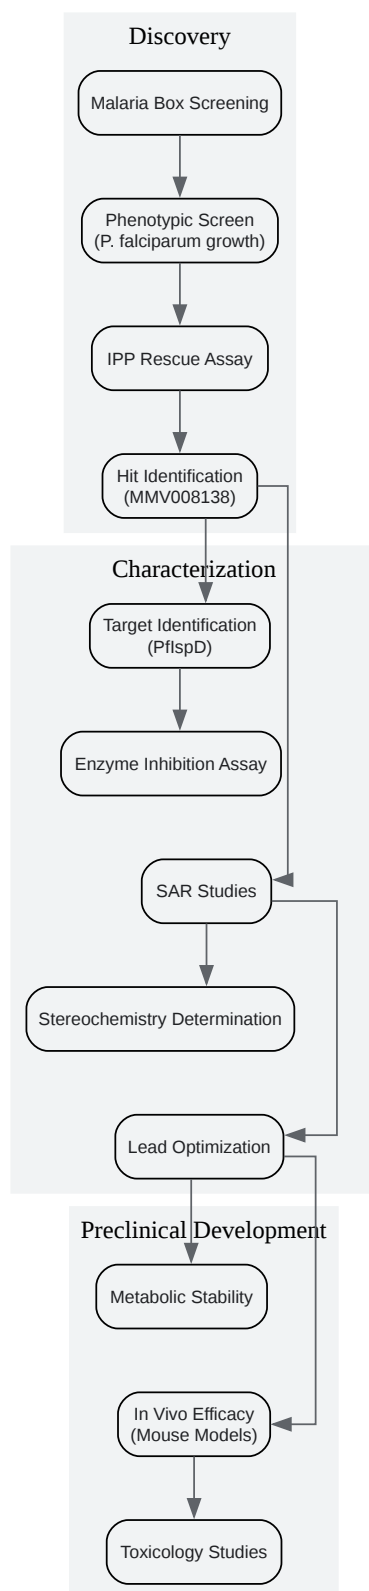 Discovery
Malaria Box Screening
Phenotypic Screen
(P. falciparum growth)
IPP Rescue Assay
Hit Identification
(MMV008138)
Characterization
Target Identification
(PfIspD)
Enzyme Inhibition Assay
SAR Studies
Stereochemistry Determination
Lead Optimization
Preclinical Development
Metabolic Stability
In Vivo Efficacy
(Mouse Models)
Toxicology Studies